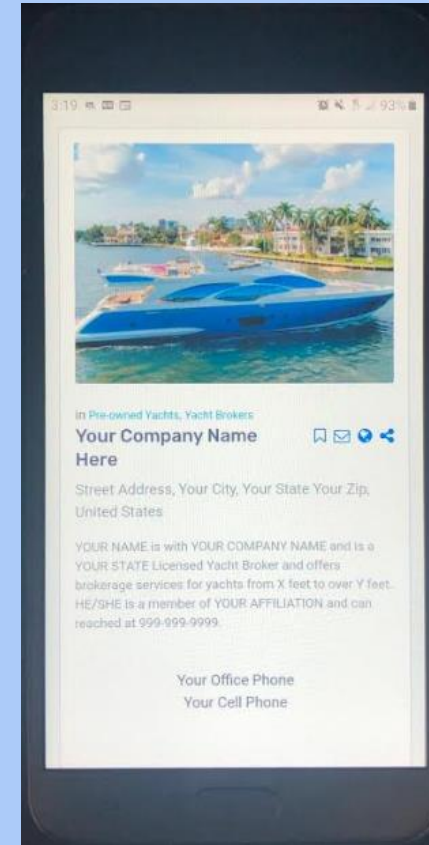 3:19
93%
in Pre-owned Yachts, Yacht Brokers
Your Company Name
Here
Street Address, Your City, Your State Your Zip,
United States
YOUR NAME is with YOUR COMPANY NAME and is a
YOUR STATE Licensed Yacht Broker and offers
brokerage services for yachts from X feet to over Y feet.
HE/SHE is a member of YOUR AFFILIATION and can
reached at 999-999-9999.
Your Office Phone
Your Cell Phone